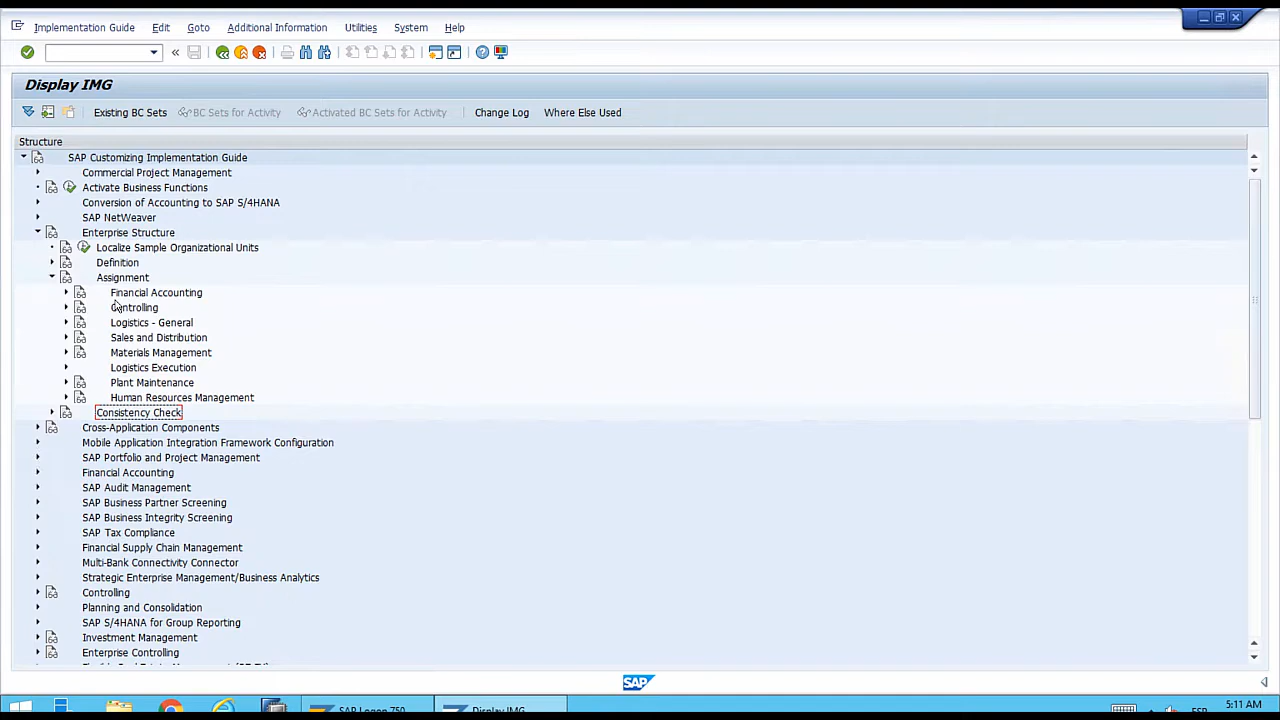 Implementation Guide Edit Goto Additional Information Utilities System Help
Display IMG
Existing BC Sets BC Sets for Activity Activated BC Sets for Activity Change Log Where Else Used
Structure
SAP Customizing Implementation Guide
Commercial Project Management
Activate Business Functions
Conversion of Accounting to SAP S/4HANA
SAP NetWeaver
Enterprise Structure
Localize Sample Organizational Units
Definition
Assignment
Financial Accounting
Controlling
Logistics - General
Sales and Distribution
Materials Management
Logistics Execution
Plant Maintenance
Human Resources Management
Consistency Check
Cross-Application Components
Mobile Application Integration Framework Configuration
SAP Portfolio and Project Management
Financial Accounting
SAP Audit Management
SAP Business Partner Screening
SAP Business Integrity Screening
SAP Tax Compliance
Financial Supply Chain Management
Multi-Bank Connectivity Connector
Strategic Enterprise Management/Business Analytics
Controlling
Planning and Consolidation
SAP S/4HANA for Group Reporting
Investment Management
Enterprise Controlling
SAP
SAP Logon 750 Display IMG ESP 5:11 AM